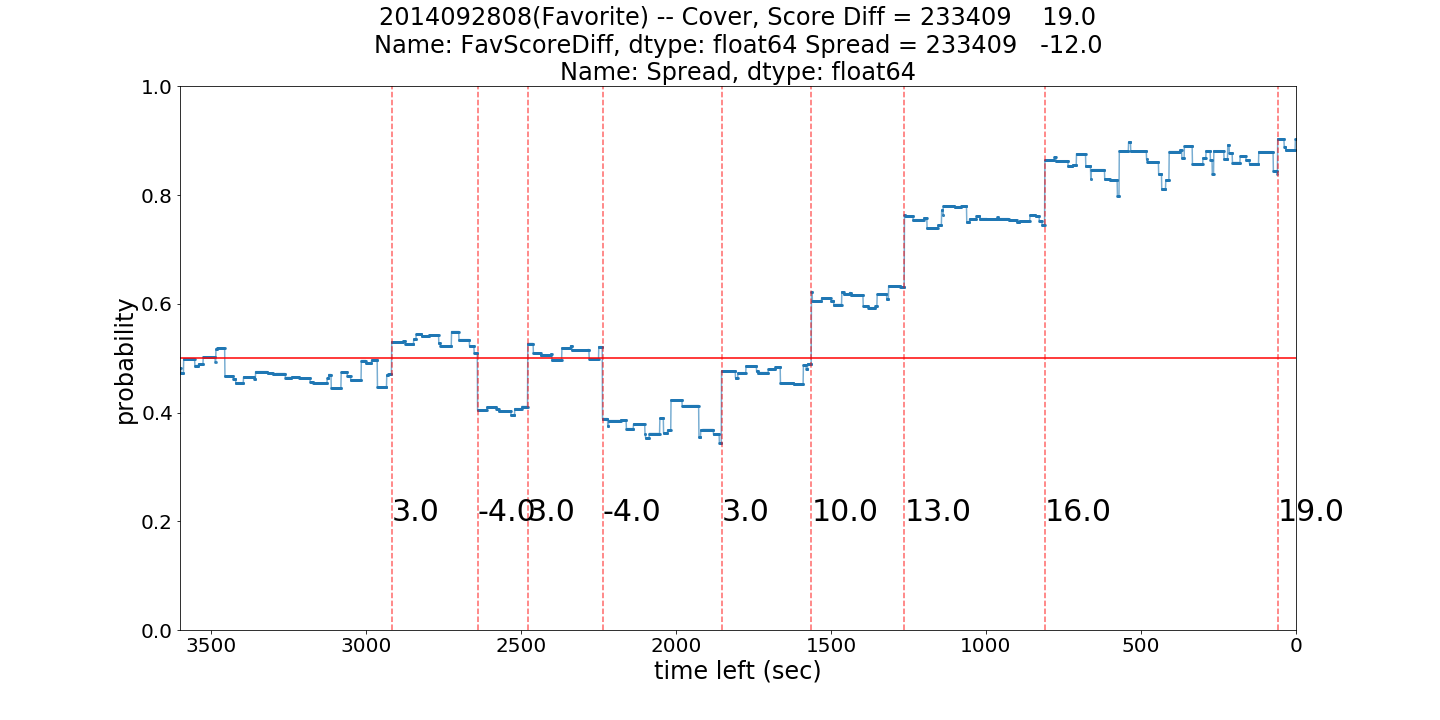 2014092808(Favorite) -- Cover, Score Diff = 233409    19.0
Name: FavScoreDiff, dtype: float64 Spread = 233409   -12.0
Name: Spread, dtype: float64
1.0
0.8
0.6
0.4
0.2
0.0
probability
3.0 -4.0 3.0 -4.0 3.0 10.0 13.0 16.0 19.0
3500 3000 2500 2000 1500 1000 500 0
time left (sec)